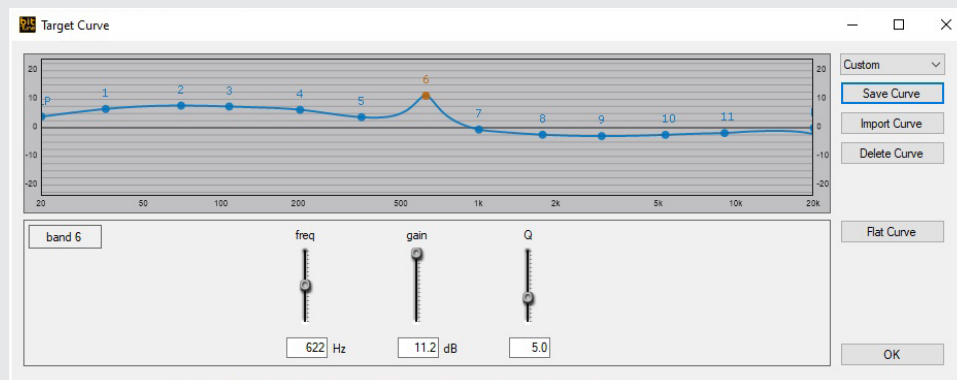 bit Tune Target Curve
20 20 Custom
6
P 1 2 3 4 5 7 8 9 10 11
10 10 Save Curve
0 0 Import Curve
-10 -10 Delete Curve
-20 -20
20 50 100 200 500 1k 2k 5k 10k 20k
band 6 freq gain Q Flat Curve
622 Hz 11.2 dB 5.0
OK